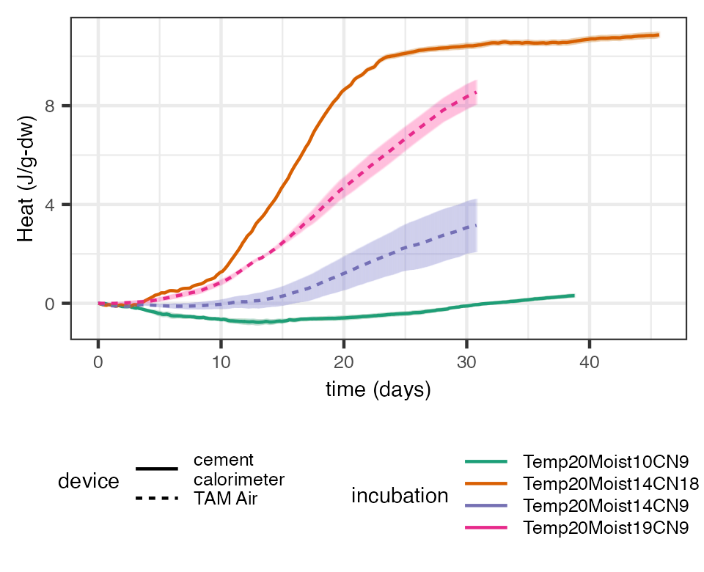 Heat (J/g-dw)
8
4
0
0
10
20
30
40
time (days)
device
cement
calorimeter
TAM Air
incubation
Temp20Moist10CN9
Temp20Moist14CN18
Temp20Moist14CN9
Temp20Moist19CN9